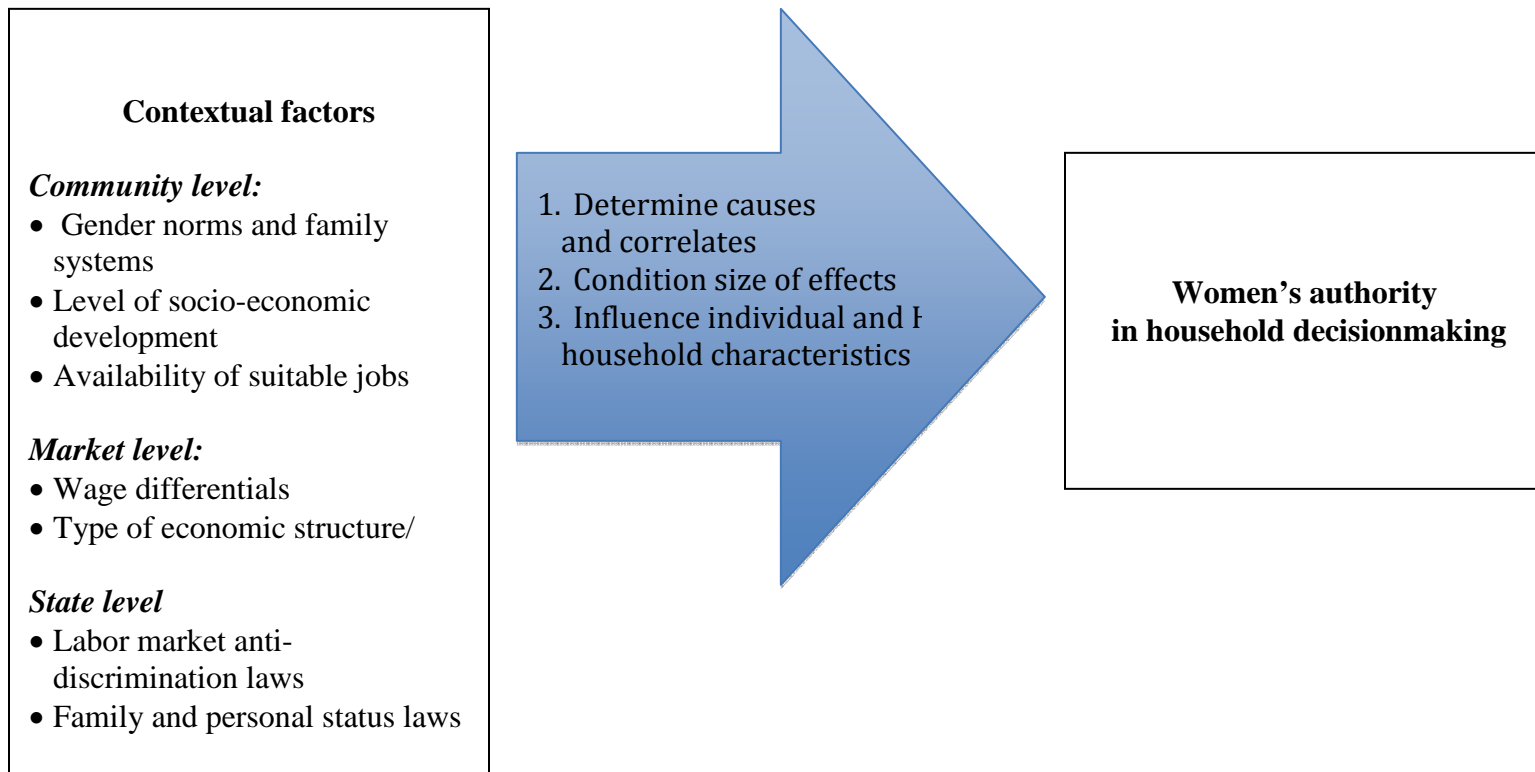 Contextual factors
Community level:
• Gender norms and family
systems
• Level of socio-economic
development
• Availability of suitable jobs
Market level:
• Wage differentials
• Type of economic structure/
State level
• Labor market anti-
discrimination laws
• Family and personal status laws
1. Determine causes
and correlates
2. Condition size of effects
3. Influence individual and
household characteristics
Women’s authority
in household decisionmaking